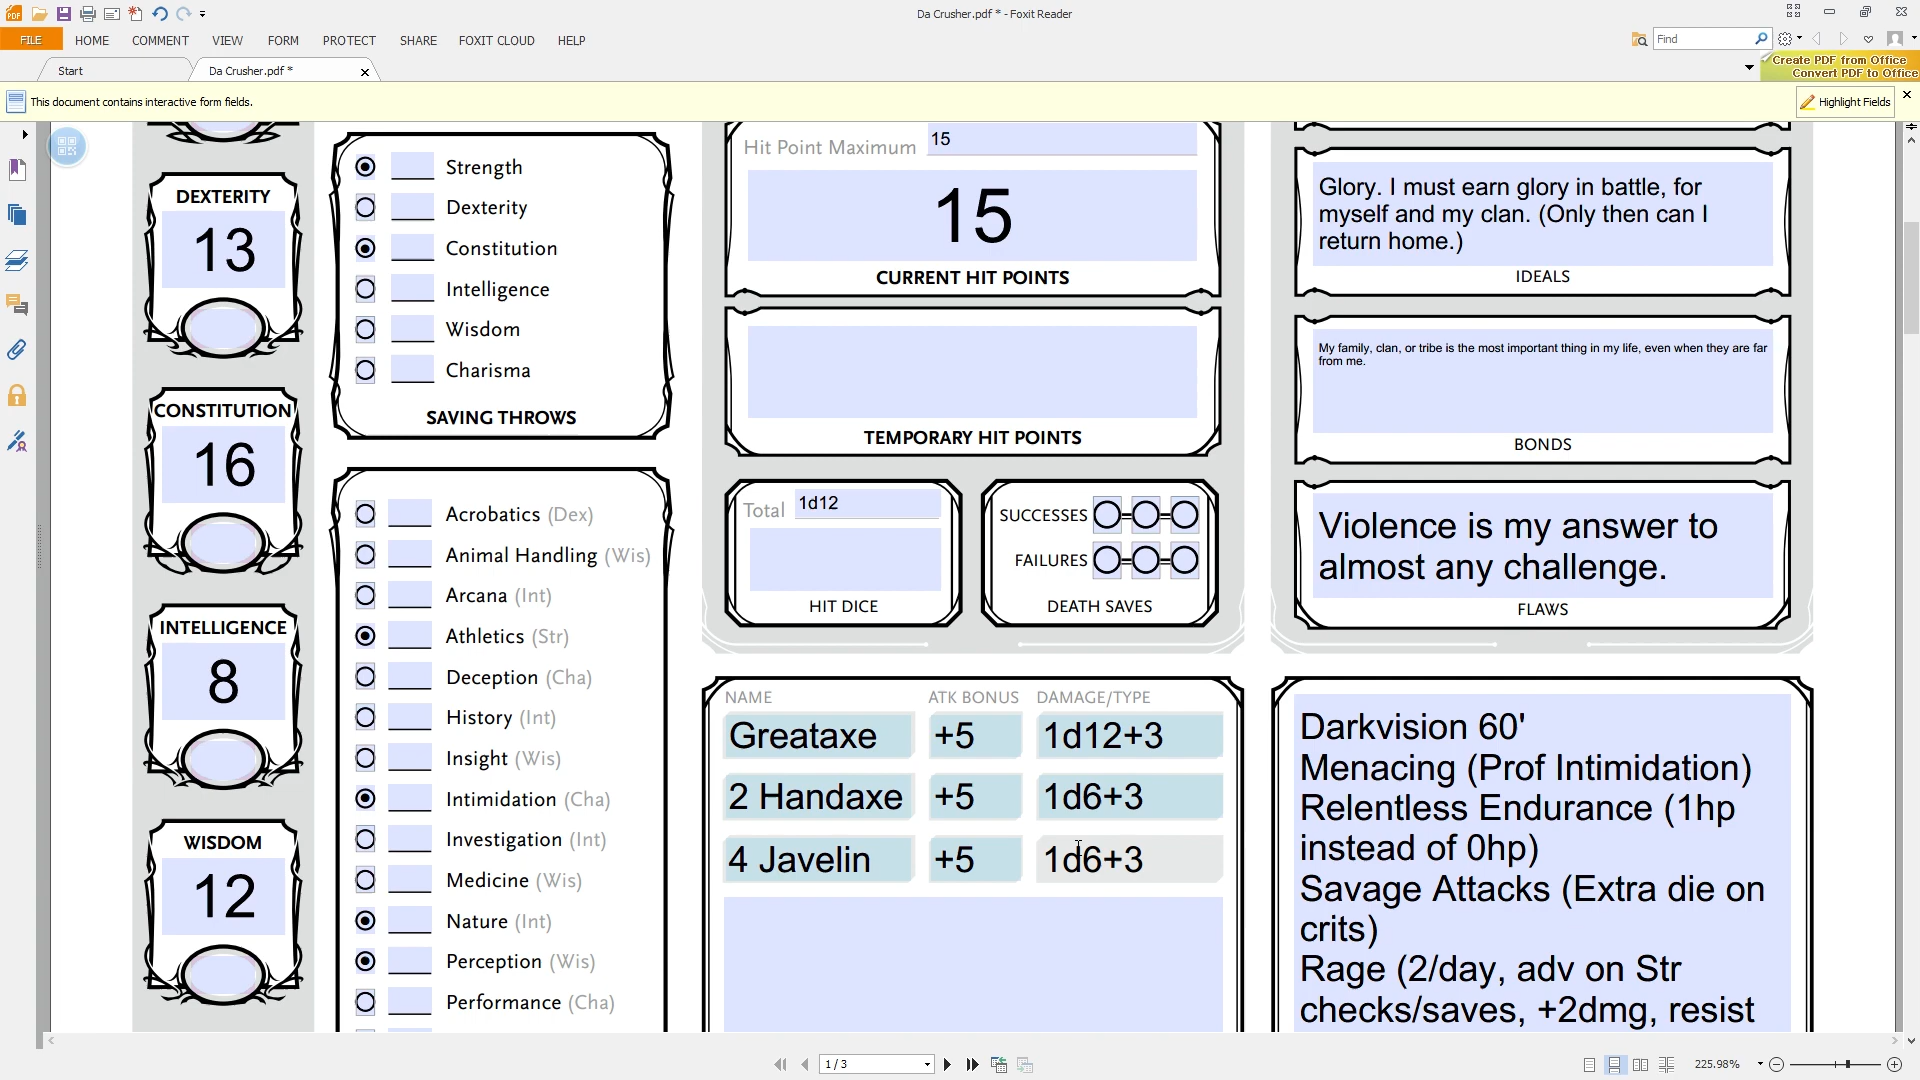 Da Crusher.pdf * - Foxit Reader
FILE
HOME
COMMENT
VIEW
FORM
PROTECT
SHARE
FOXIT CLOUD
HELP
Find
Start
Da Crusher.pdf *
Create PDF from Office
Convert PDF to Office
This document contains interactive form fields.
Highlight Fields
DEXTERITY
13
CONSTITUTION
16
INTELLIGENCE
8
WISDOM
12
Strength
Dexterity
Constitution
Intelligence
Wisdom
Charisma
SAVING THROWS
Acrobatics (Dex)
Animal Handling (Wis)
Arcana (Int)
Athletics (Str)
Deception (Cha)
History (Int)
Insight (Wis)
Intimidation (Cha)
Investigation (Int)
Medicine (Wis)
Nature (Int)
Perception (Wis)
Performance (Cha)
Hit Point Maximum 15
15
CURRENT HIT POINTS
TEMPORARY HIT POINTS
Total 1d12
HIT DICE
SUCCESSES
FAILURES
DEATH SAVES
NAME ATK BONUS DAMAGE/TYPE
Greataxe +5 1d12+3
2 Handaxe +5 1d6+3
4 Javelin +5 1d6+3
Glory. I must earn glory in battle, for
myself and my clan. (Only then can I
return home.)
IDEALS
My family, clan, or tribe is the most important thing in my life, even when they are far
from me.
BONDS
Violence is my answer to
almost any challenge.
FLAWS
Darkvision 60'
Menacing (Prof Intimidation)
Relentless Endurance (1hp
instead of 0hp)
Savage Attacks (Extra die on
crits)
Rage (2/day, adv on Str
checks/saves, +2dmg, resist
1 / 3
225.98%